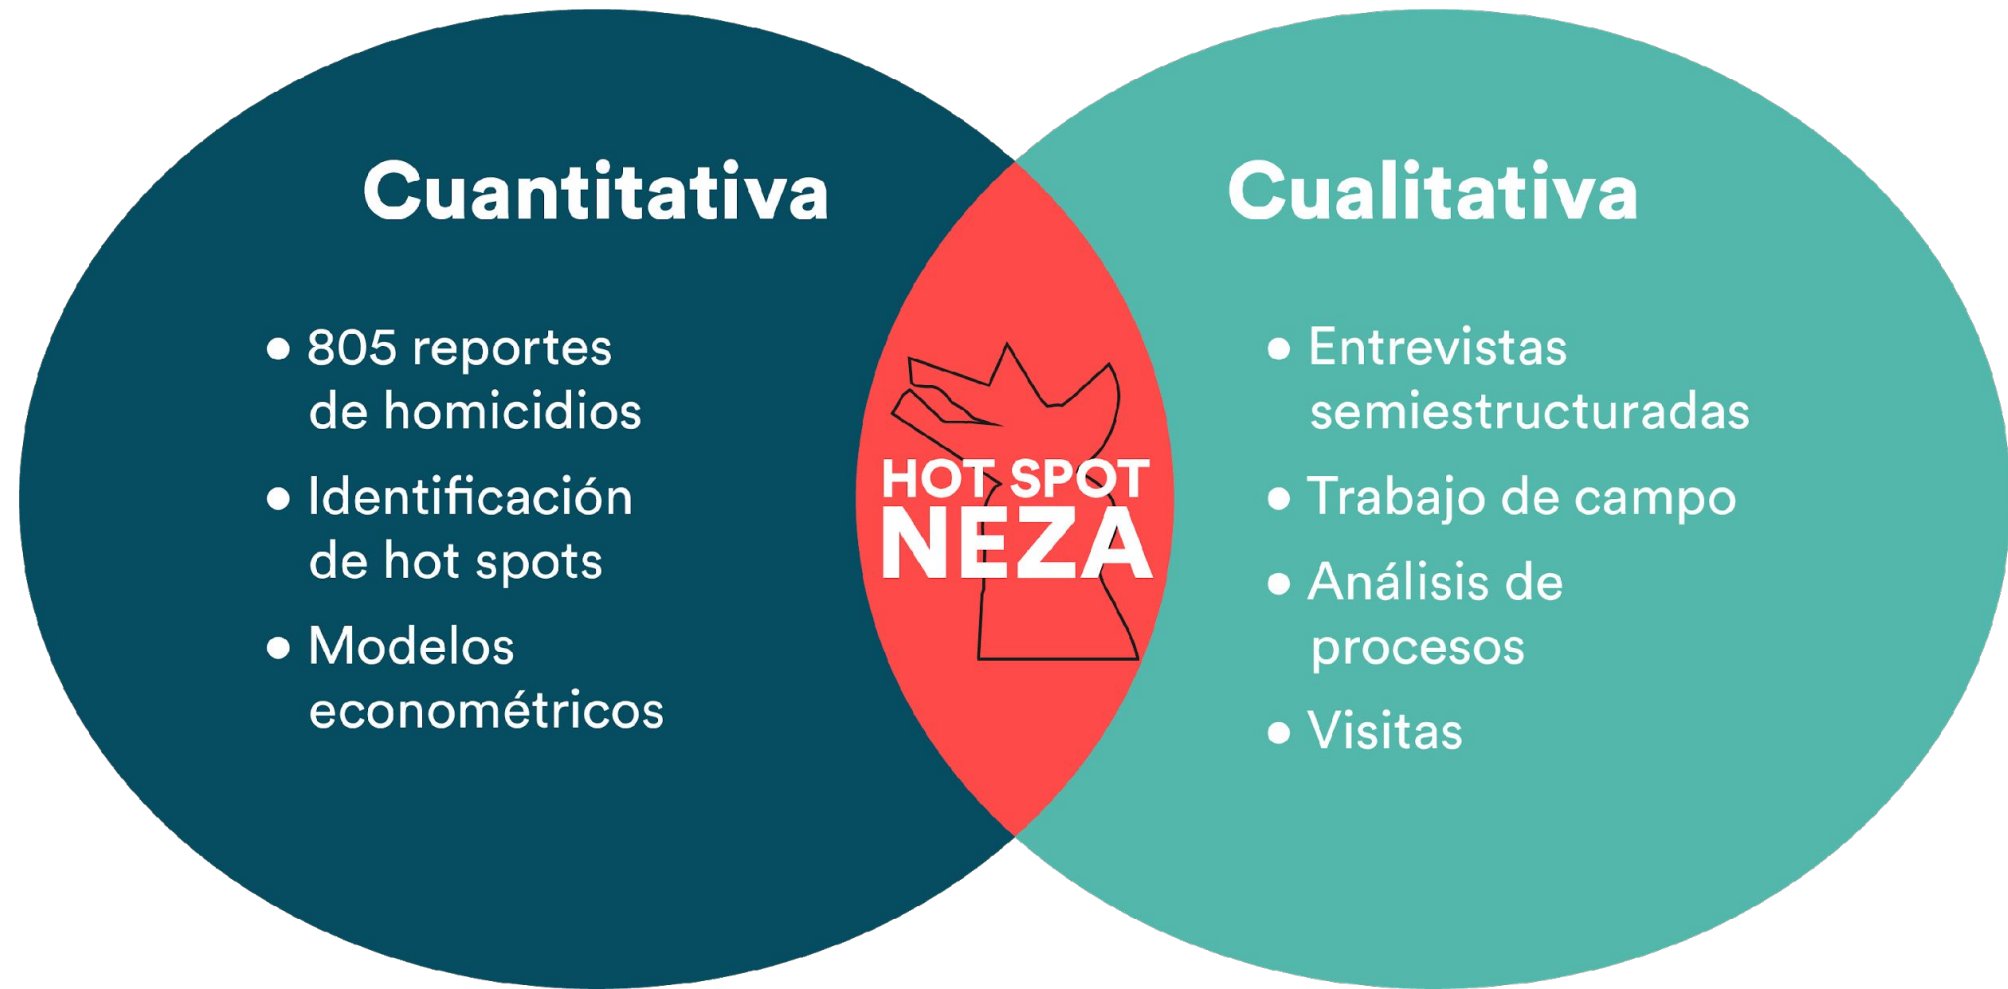 Cuantitativa
• 805 reportes
de homicidios
• Identificación
de hot spots
• Modelos
econométricos
HOT SPOT
NEZA
Cualitativa
• Entrevistas
semiestructuradas
• Trabajo de campo
• Análisis de
procesos
• Visitas